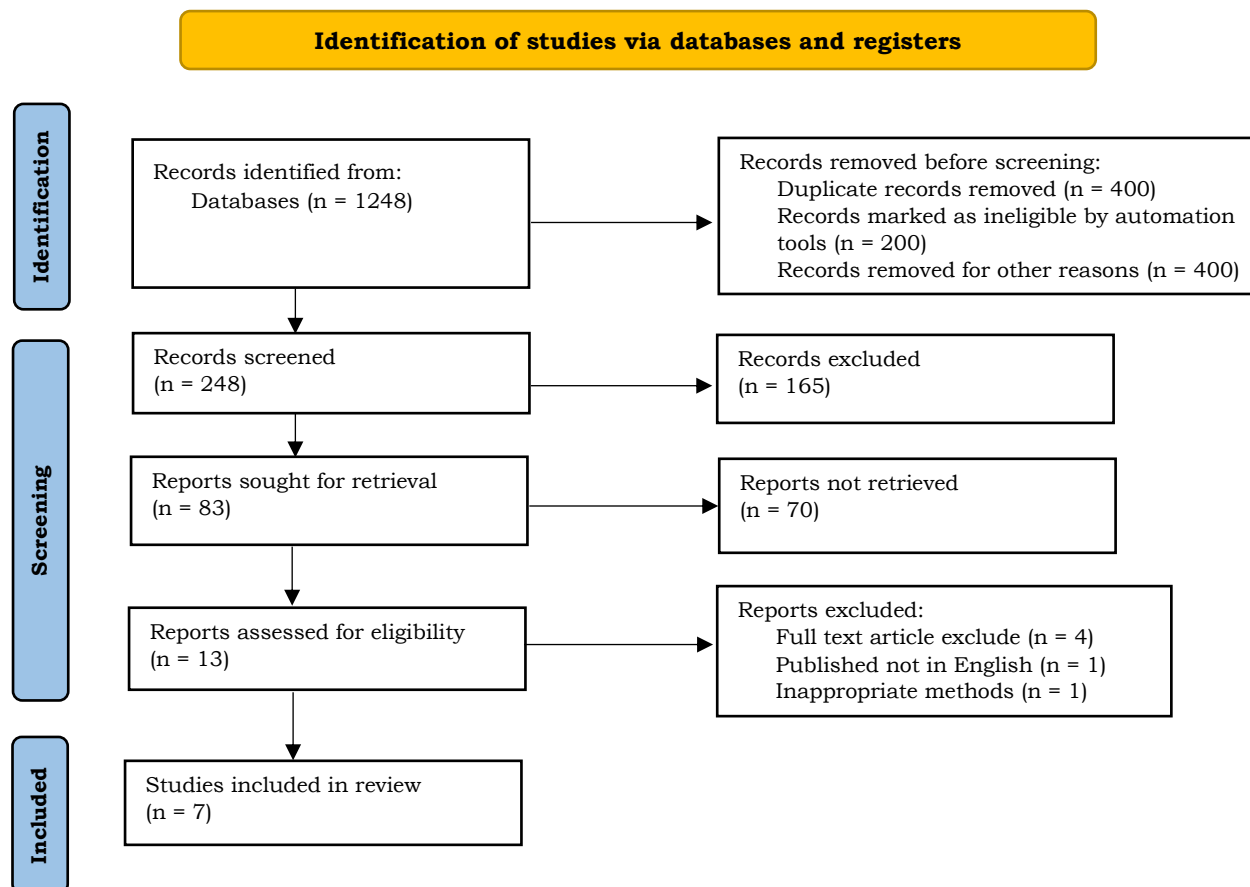 Identification of studies via databases and registers
Identification
Records identified from:
Databases (n = 1248)
Records removed before screening:
Duplicate records removed (n = 400)
Records marked as ineligible by automation
tools (n = 200)
Records removed for other reasons (n = 400)
Screening
Records screened
(n = 248)
Records excluded
(n = 165)
Reports sought for retrieval
(n = 83)
Reports not retrieved
(n = 70)
Reports assessed for eligibility
(n = 13)
Reports excluded:
Full text article exclude (n = 4)
Published not in English (n = 1)
Inappropriate methods (n = 1)
Included
Studies included in review
(n = 7)